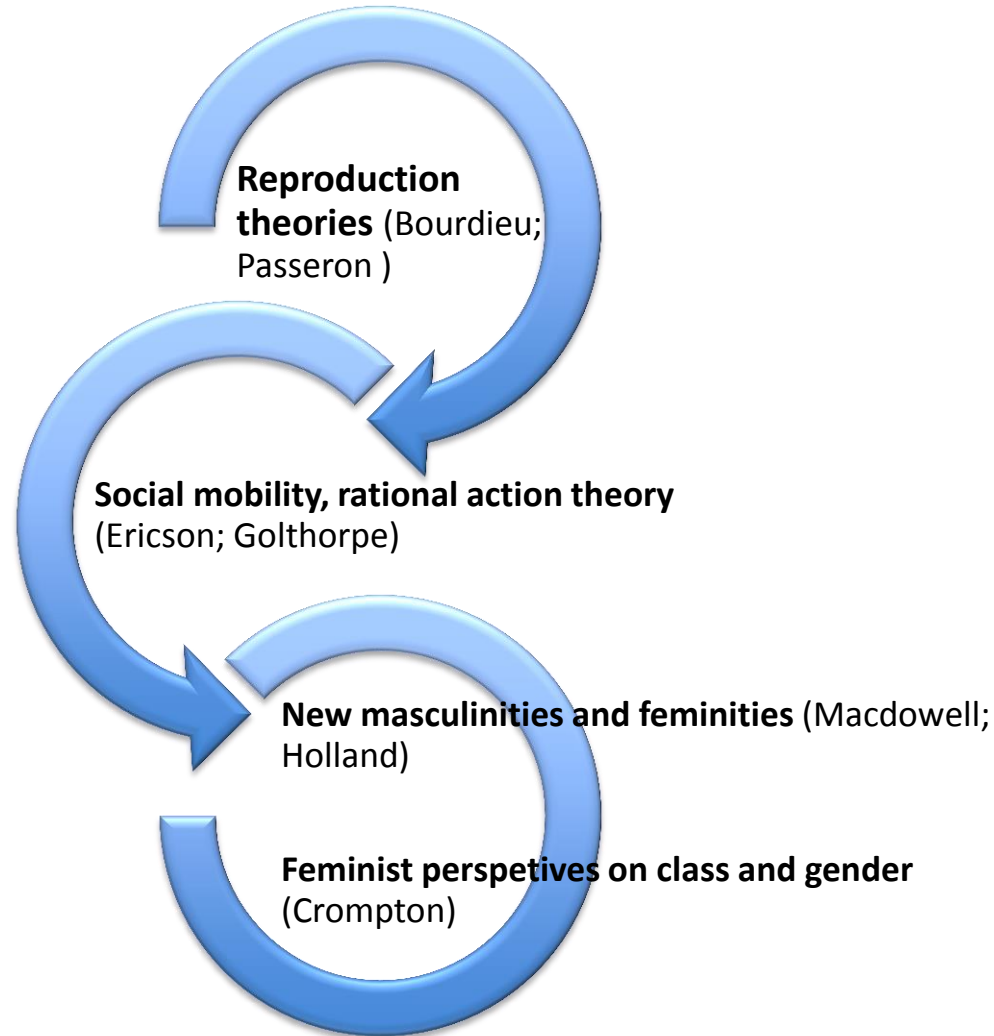 Reproduction
theories (Bourdieu;
Passeron )
Social mobility, rational action theory
(Ericson; Golthorpe)
New masculinities and feminities (Macdowell;
Holland)
Feminist perspetives on class and gender
(Crompton)